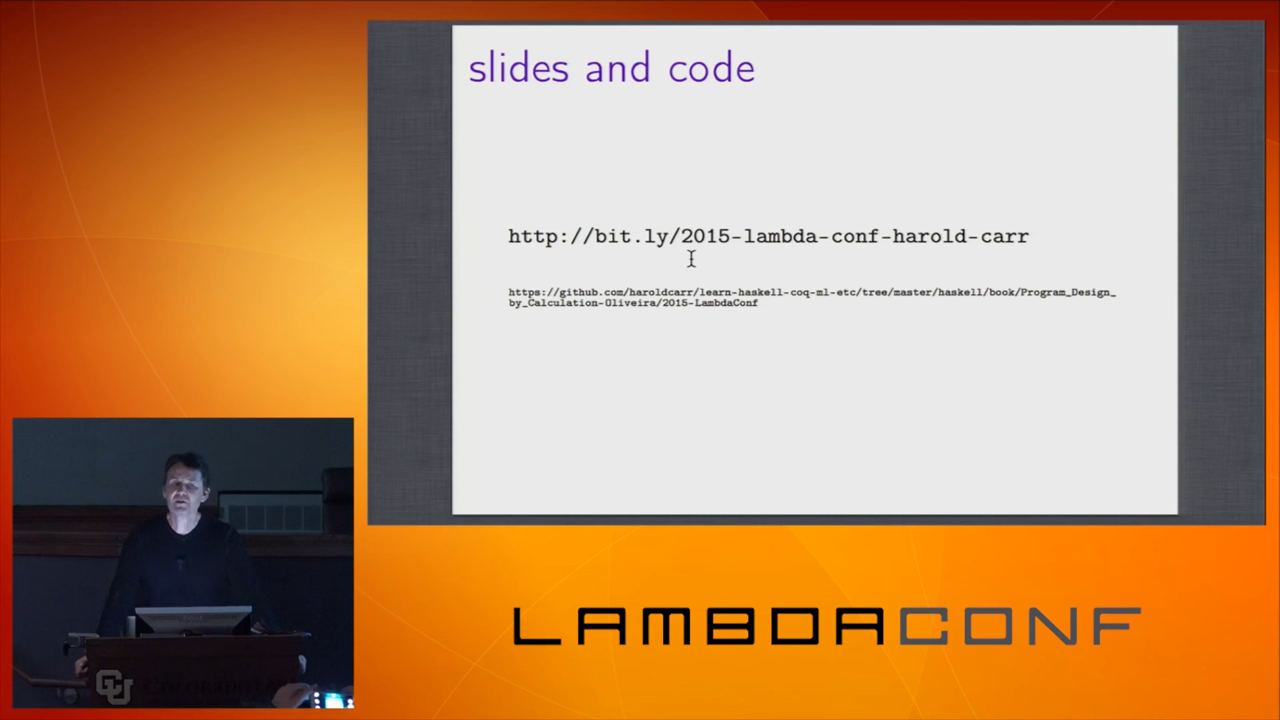 slides and code
http://bit.ly/2015-lambda-conf-harold-carr
https://github.com/haroldcarr/learn-haskell-coq-ml-etc/tree/master/haskell/book/Program_Design_
by_Calculation-Oliveira/2015-LambdaConf
CU
LAMBDACONF